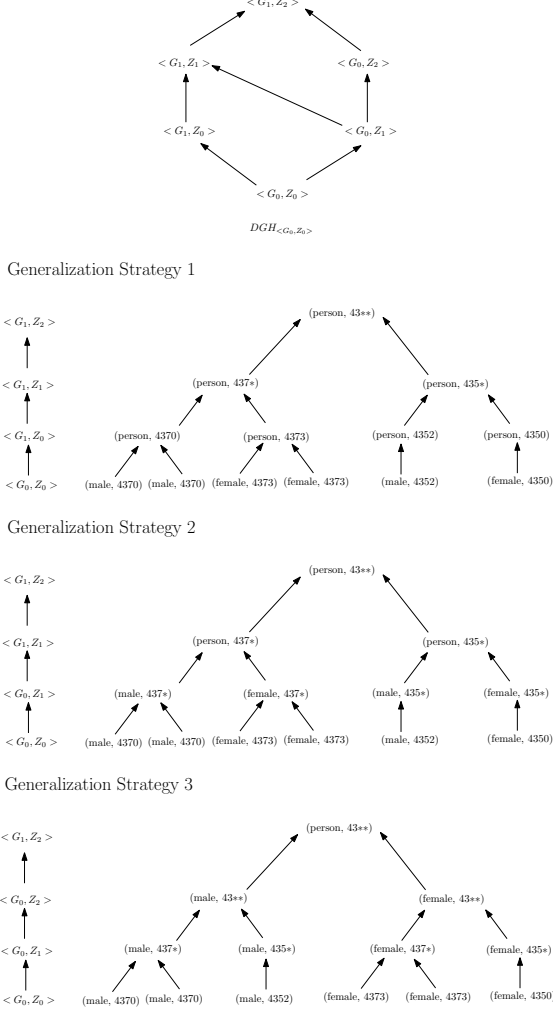 < G₁, Z₂ >
< G₁, Z₁ > < G₀, Z₂ >
< G₁, Z₀ > < G₀, Z₁ >
< G₀, Z₀ >
DGH<G₀,Z₀>
Generalization Strategy 1
< G₁, Z₂ > (person, 43**)
< G₁, Z₁ > (person, 437*) (person, 435*)
< G₁, Z₀ > (person, 4370) (person, 4373) (person, 4352) (person, 4350)
< G₀, Z₀ > (male, 4370) (male, 4370) (female, 4373) (female, 4373) (male, 4352) (female, 4350)
Generalization Strategy 2
< G₁, Z₂ > (person, 43**)
< G₁, Z₁ > (person, 437*) (person, 435*)
< G₀, Z₁ > (male, 437*) (female, 437*) (male, 435*) (female, 435*)
< G₀, Z₀ > (male, 4370) (male, 4370) (female, 4373) (female, 4373) (male, 4352) (female, 4350)
Generalization Strategy 3
< G₁, Z₂ > (person, 43**)
< G₀, Z₂ > (male, 43**) (female, 43**)
< G₀, Z₁ > (male, 437*) (male, 435*) (female, 437*) (female, 435*)
< G₀, Z₀ > (male, 4370) (male, 4370) (male, 4352) (female, 4373) (female, 4373) (female, 4350)